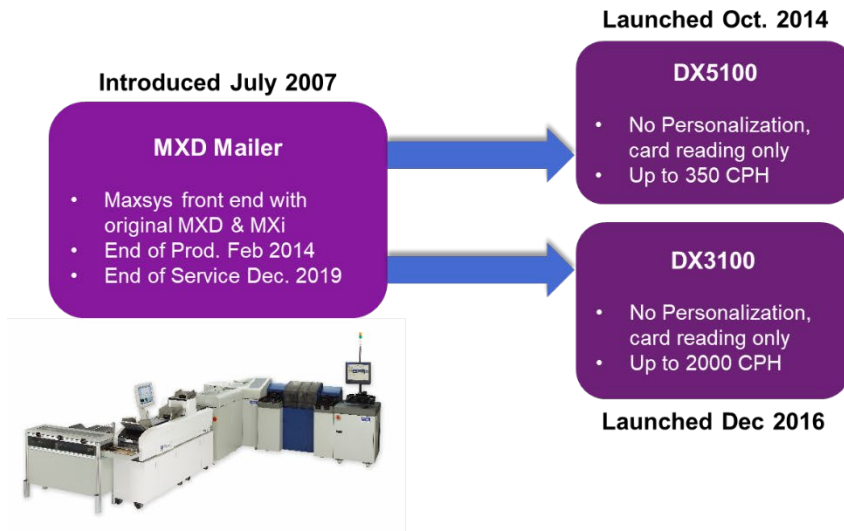 Introduced July 2007
MXD Mailer
• Maxsys front end with
original MXD & MXi
• End of Prod. Feb 2014
• End of Service Dec. 2019
Launched Oct. 2014
DX5100
• No Personalization,
card reading only
• Up to 350 CPH
DX3100
• No Personalization,
card reading only
• Up to 2000 CPH
Launched Dec 2016